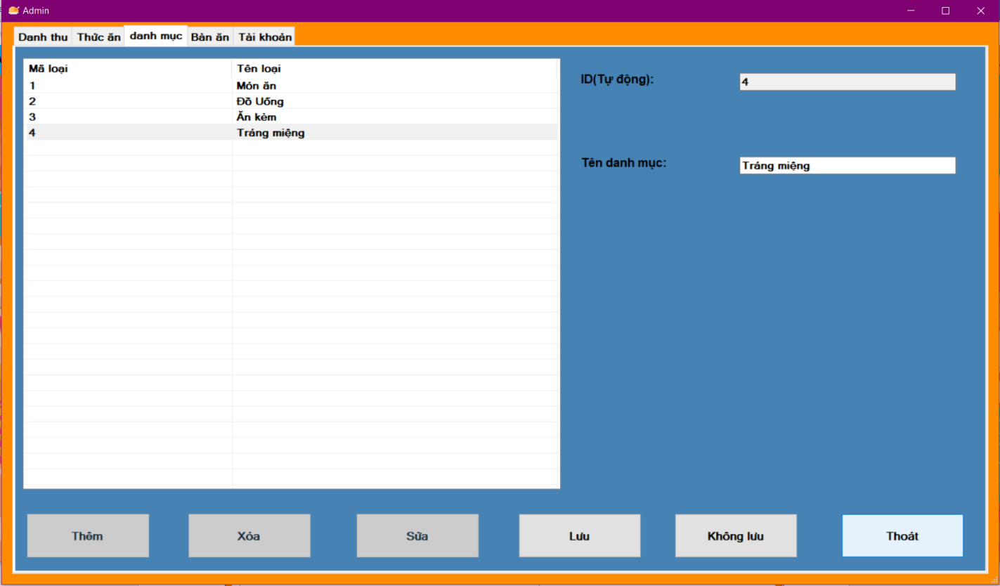 Admin
Danh thu Thức ăn danh mục Bàn ăn Tài khoản
Mã loại Tên loại
1 Món ăn
2 Đồ Uống
3 Ăn kèm
4 Tráng miệng
ID(Tự động): 4
Tên danh mục: Tráng miệng
Thêm Xóa Sửa Lưu Không lưu Thoát